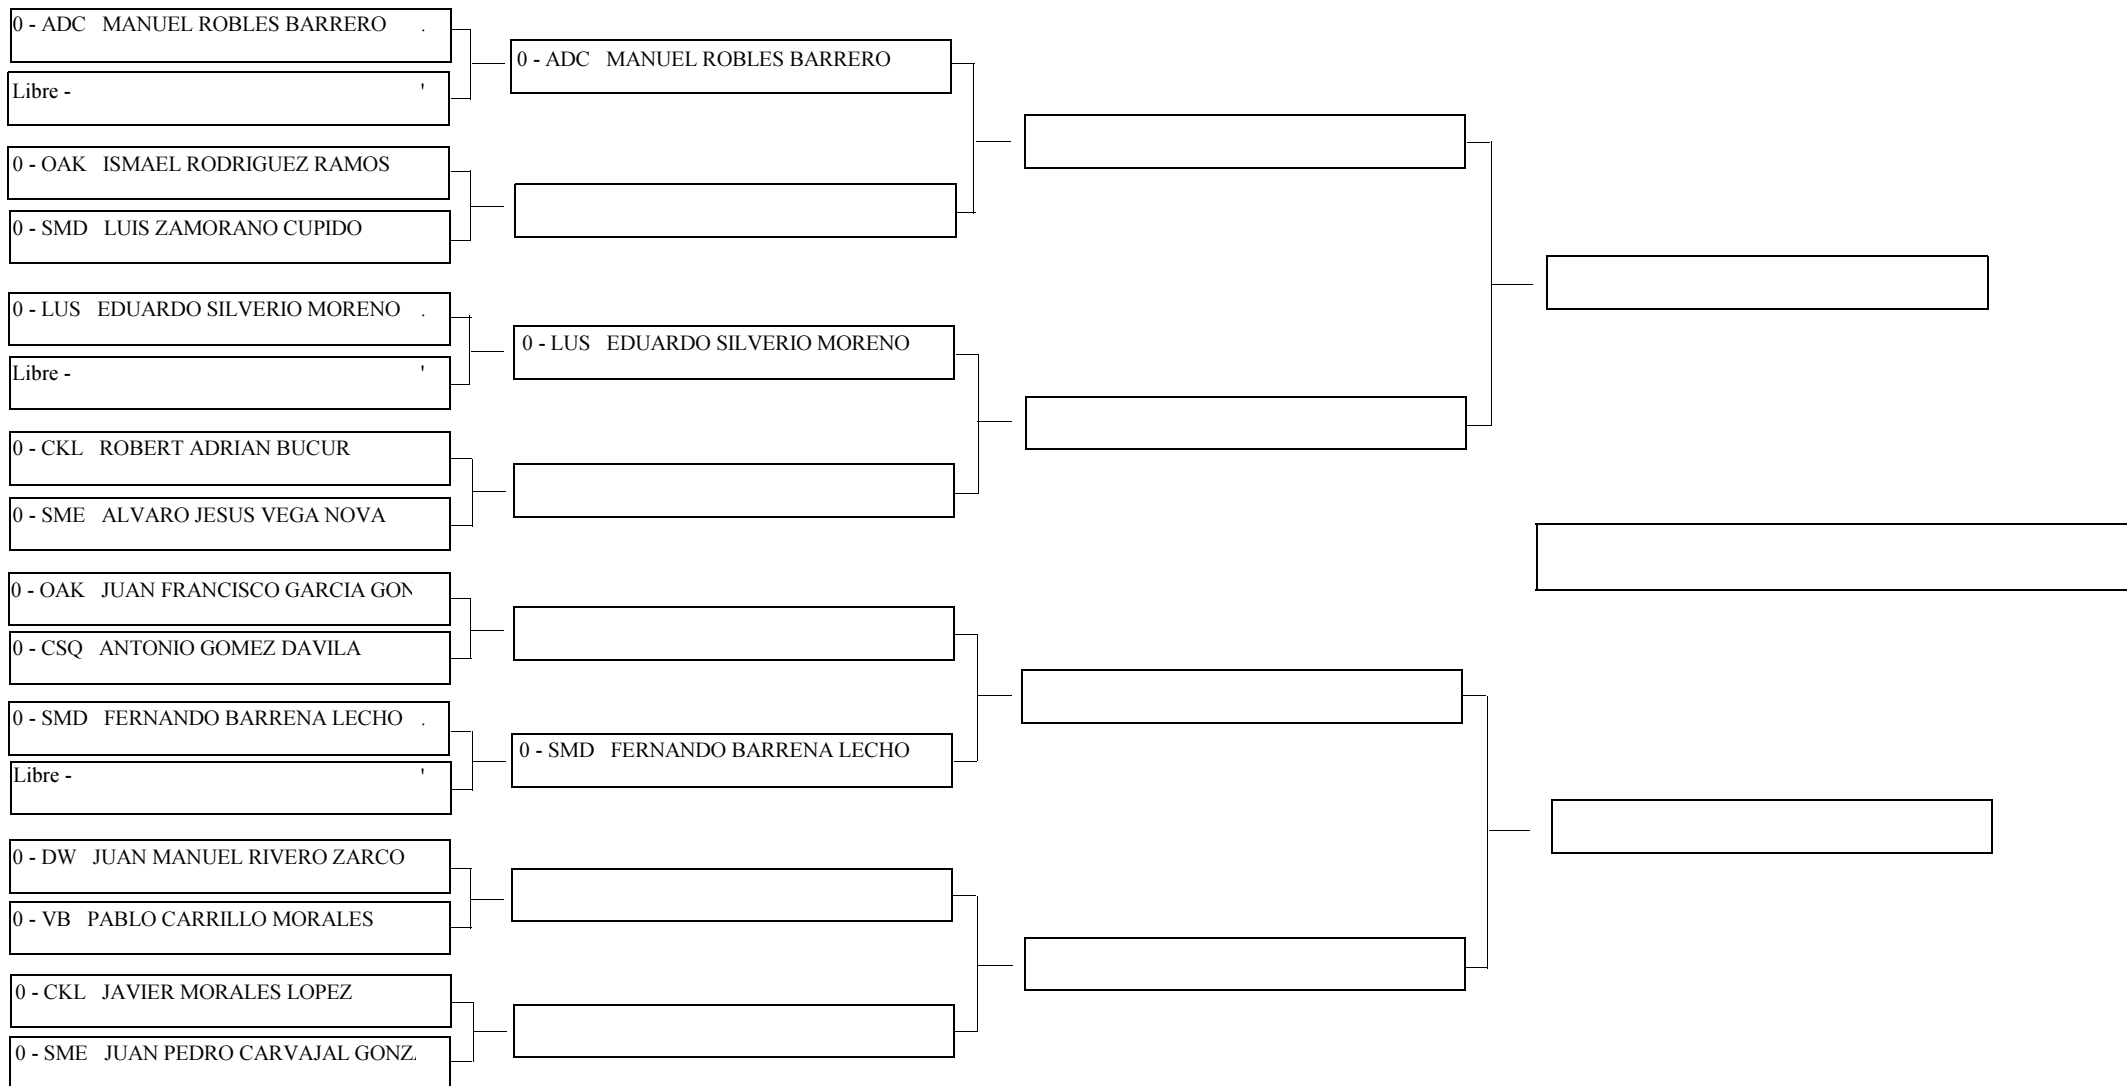 0 - ADC MANUEL ROBLES BARRERO .
Libre - '
0 - OAK ISMAEL RODRIGUEZ RAMOS
0 - SMD LUIS ZAMORANO CUPIDO
0 - LUS EDUARDO SILVERIO MORENO .
Libre - '
0 - CKL ROBERT ADRIAN BUCUR
0 - SME ALVARO JESUS VEGA NOVA
0 - OAK JUAN FRANCISCO GARCIA GON
0 - CSQ ANTONIO GOMEZ DAVILA
0 - SMD FERNANDO BARRENA LECHO .
Libre - '
0 - DW JUAN MANUEL RIVERO ZARCO
0 - VB PABLO CARRILLO MORALES
0 - CKL JAVIER MORALES LOPEZ
0 - SME JUAN PEDRO CARVAJAL GONZ
0 - ADC MANUEL ROBLES BARRERO
0 - LUS EDUARDO SILVERIO MORENO
0 - SMD FERNANDO BARRENA LECHO